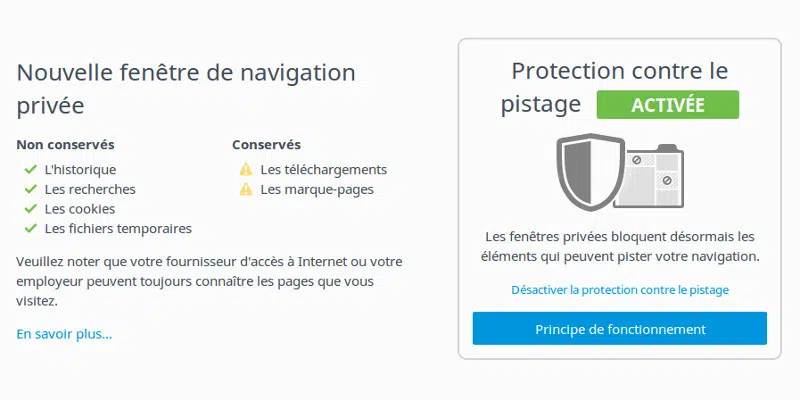 Nouvelle fenêtre de navigation
privée
Non conservés
L'historique
Les recherches
Les cookies
Les fichiers temporaires
Conservés
Les téléchargements
Les marque-pages
Veuillez noter que votre fournisseur d'accès à Internet ou votre
employeur peuvent toujours connaître les pages que vous
visitez.
En savoir plus...
Protection contre le
pistage ACTIVÉE
Les fenêtres privées bloquent désormais les
éléments qui peuvent pister votre navigation.
Désactiver la protection contre le pistage
Principe de fonctionnement